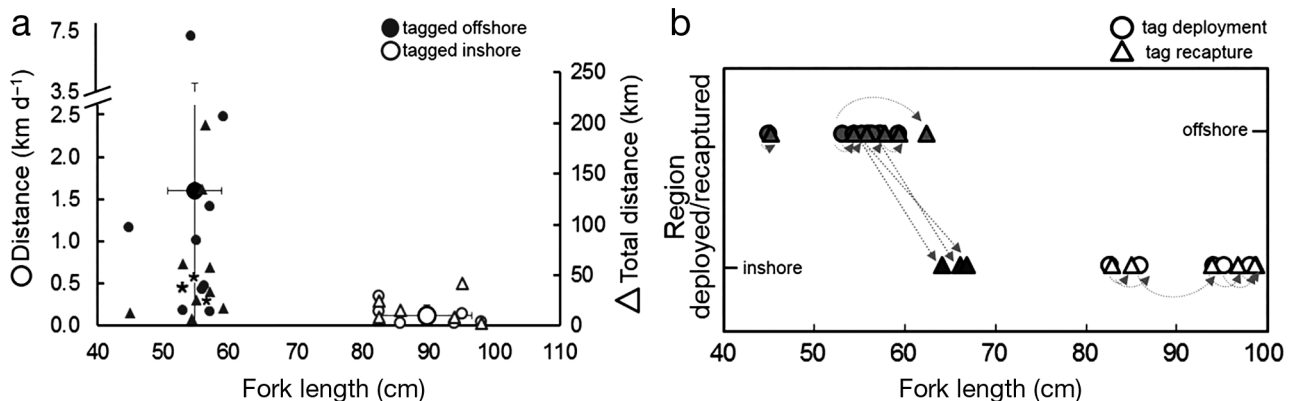 a
tagged offshore
tagged inshore
Distance (km d⁻¹)
7.5
3.5
2.5
2.0
1.5
1.0
0.5
0.0
250
200
150
100
50
0
Total distance (km)
40 50 60 70 80 90 100 110
Fork length (cm)
b
tag deployment
tag recapture
Region
deployed/recaptured
offshore
inshore
40 50 60 70 80 90 100
Fork length (cm)